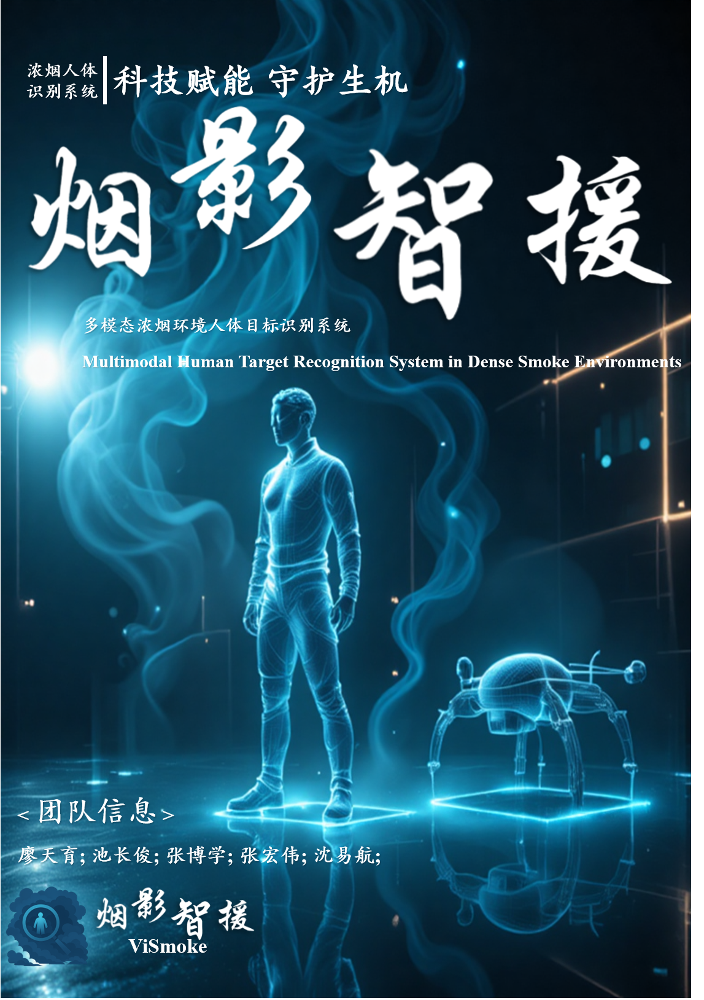 浓烟人体
识别系统
科技赋能 守护生机
烟影智援
多模态浓烟环境人体目标识别系统
Multimodal Human Target Recognition System in Dense Smoke Environments
<团队信息>
廖天育; 池长俊; 张博学; 张宏伟; 沈易航;
烟影智援
ViSmoke